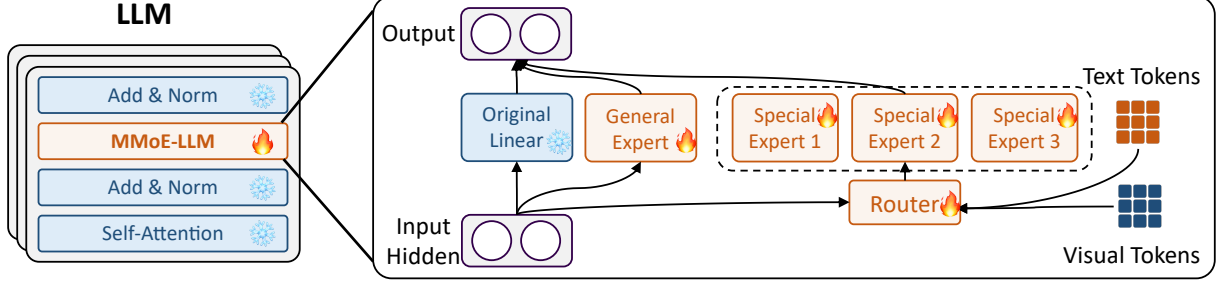 LLM
Add & Norm
MMoE-LLM
Add & Norm
Self-Attention
Output
Original
Linear
General
Expert
Special
Expert 1
Special
Expert 2
Special
Expert 3
Text Tokens
Router
Input
Hidden
Visual Tokens